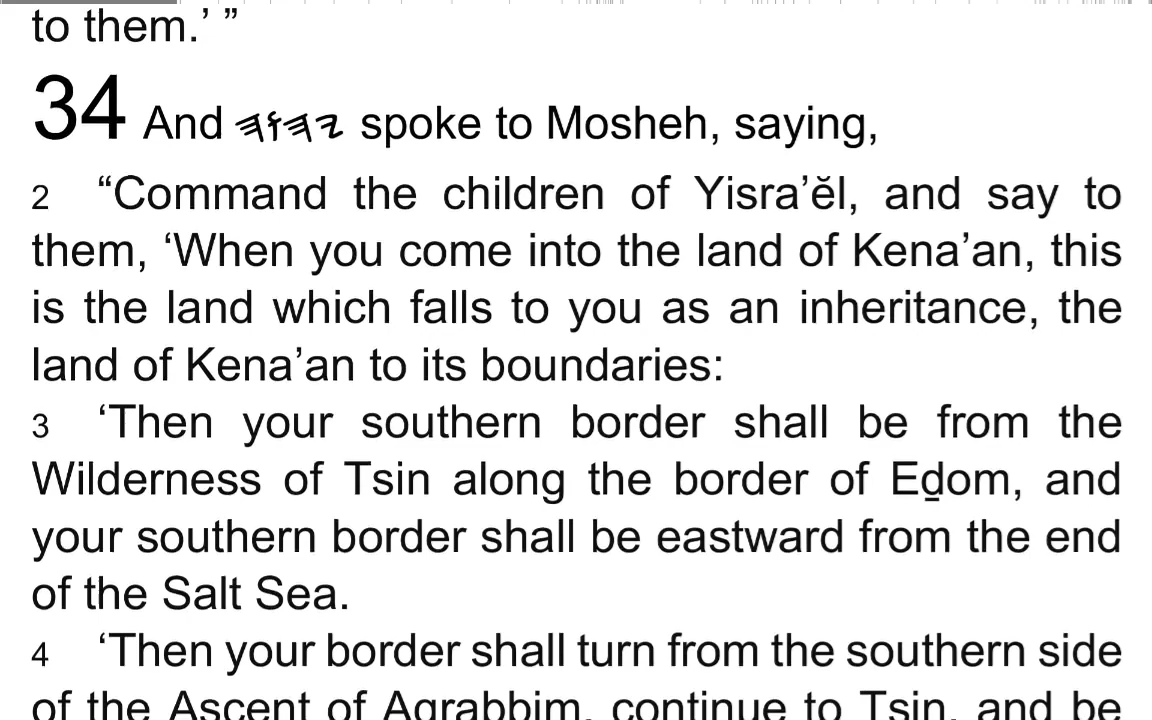 to them.’ ”
34 And 𐤉𐤄𐤅𐤄 spoke to Mosheh, saying,
2 “Command the children of Yisra’ĕl, and say to
them, ‘When you come into the land of Kena’an, this
is the land which falls to you as an inheritance, the
land of Kena’an to its boundaries:
3 ‘Then your southern border shall be from the
Wilderness of Tsin along the border of Eḏom, and
your southern border shall be eastward from the end
of the Salt Sea.
4 ‘Then your border shall turn from the southern side
of the Ascent of Aqrabbim, continue to Tsin, and be